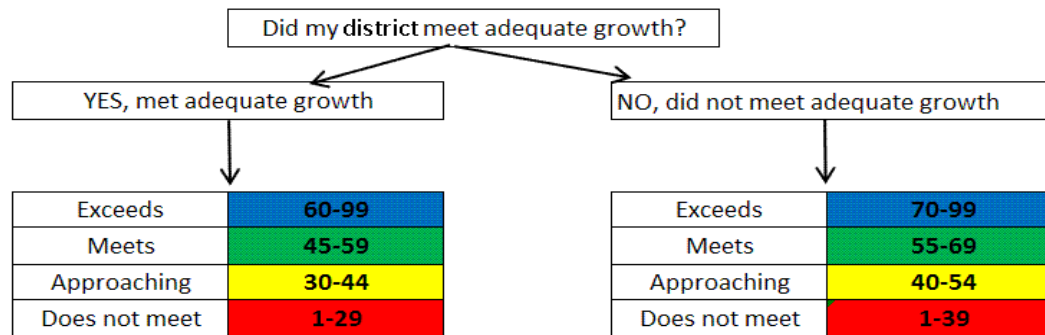 Did my district meet adequate growth?
YES, met adequate growth
NO, did not meet adequate growth
Exceeds 60-99
Meets 45-59
Approaching 30-44
Does not meet 1-29
Exceeds 70-99
Meets 55-69
Approaching 40-54
Does not meet 1-39